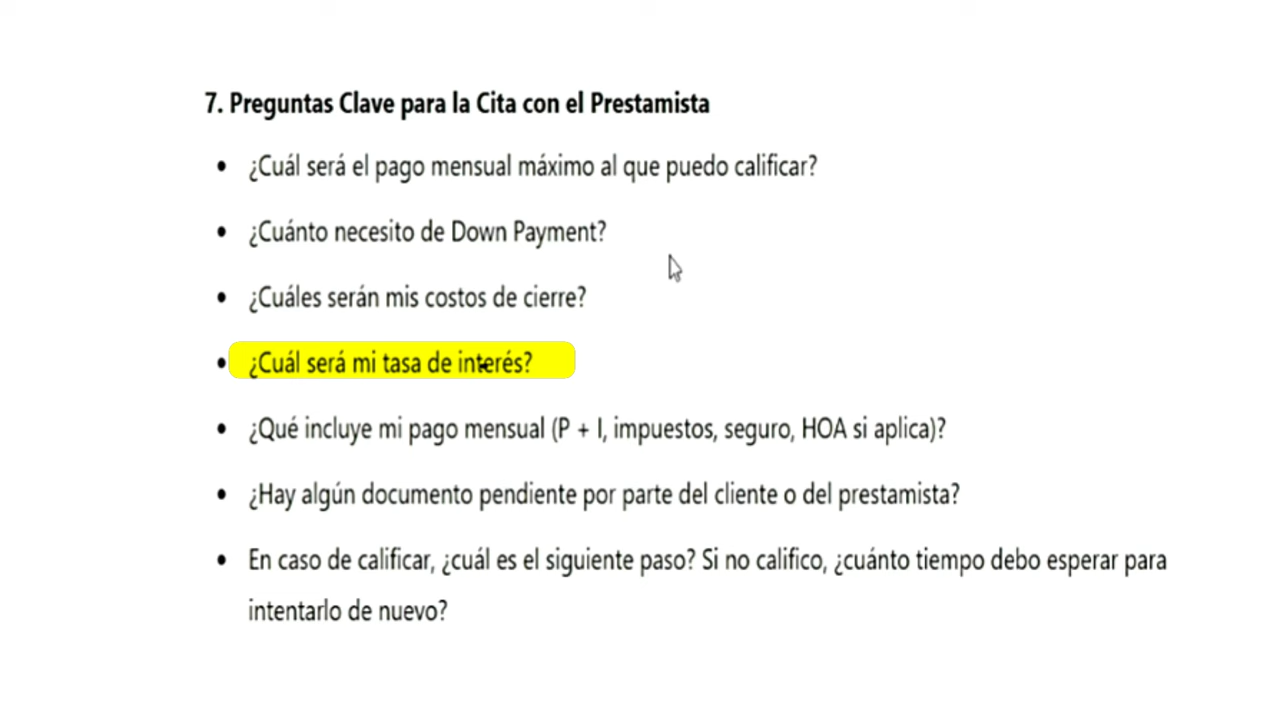 7. Preguntas Clave para la Cita con el Prestamista
• ¿Cuál será el pago mensual máximo al que puedo calificar?
• ¿Cuánto necesito de Down Payment?
• ¿Cuáles serán mis costos de cierre?
• ¿Cuál será mi tasa de interés?
• ¿Qué incluye mi pago mensual (P + I, impuestos, seguro, HOA si aplica)?
• ¿Hay algún documento pendiente por parte del cliente o del prestamista?
• En caso de calificar, ¿cuál es el siguiente paso? Si no califico, ¿cuánto tiempo debo esperar para
intentarlo de nuevo?